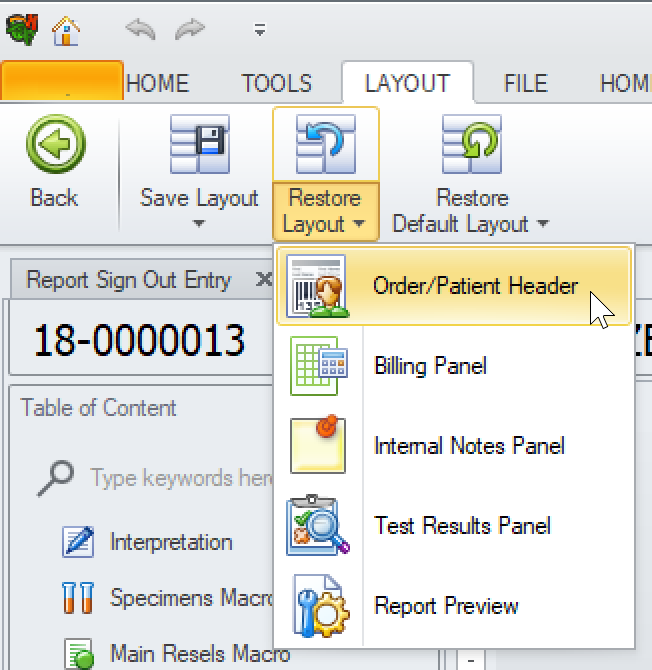 HOME TOOLS LAYOUT FILE
Back
Save Layout
Restore
Layout
Restore
Default Layout
Report Sign Out Entry
Order/Patient Header
18-0000013
Billing Panel
Table of Content
Internal Notes Panel
Type keywords here
Test Results Panel
Interpretation
Specimens Macro
Report Preview
Main Resels Macro